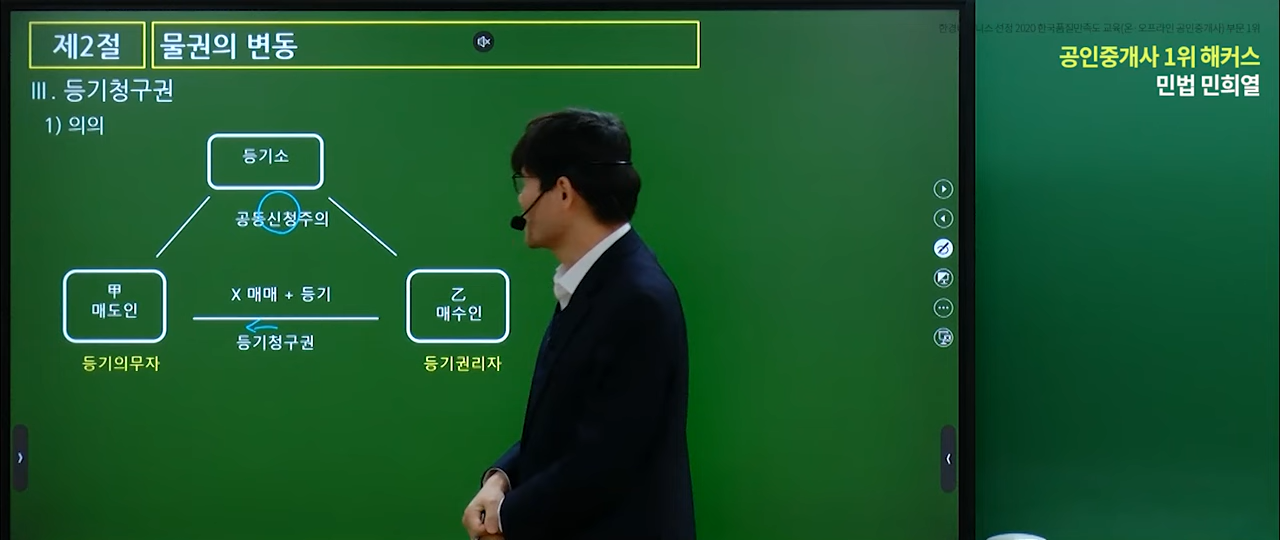 제2절 물권의 변동
Ⅲ. 등기청구권
1) 의의
등기소
공동신청주의
甲
매도인
X 매매 + 등기
乙
매수인
등기청구권
등기의무자
등기권리자
공인중개사 1위 해커스
민법 민희열